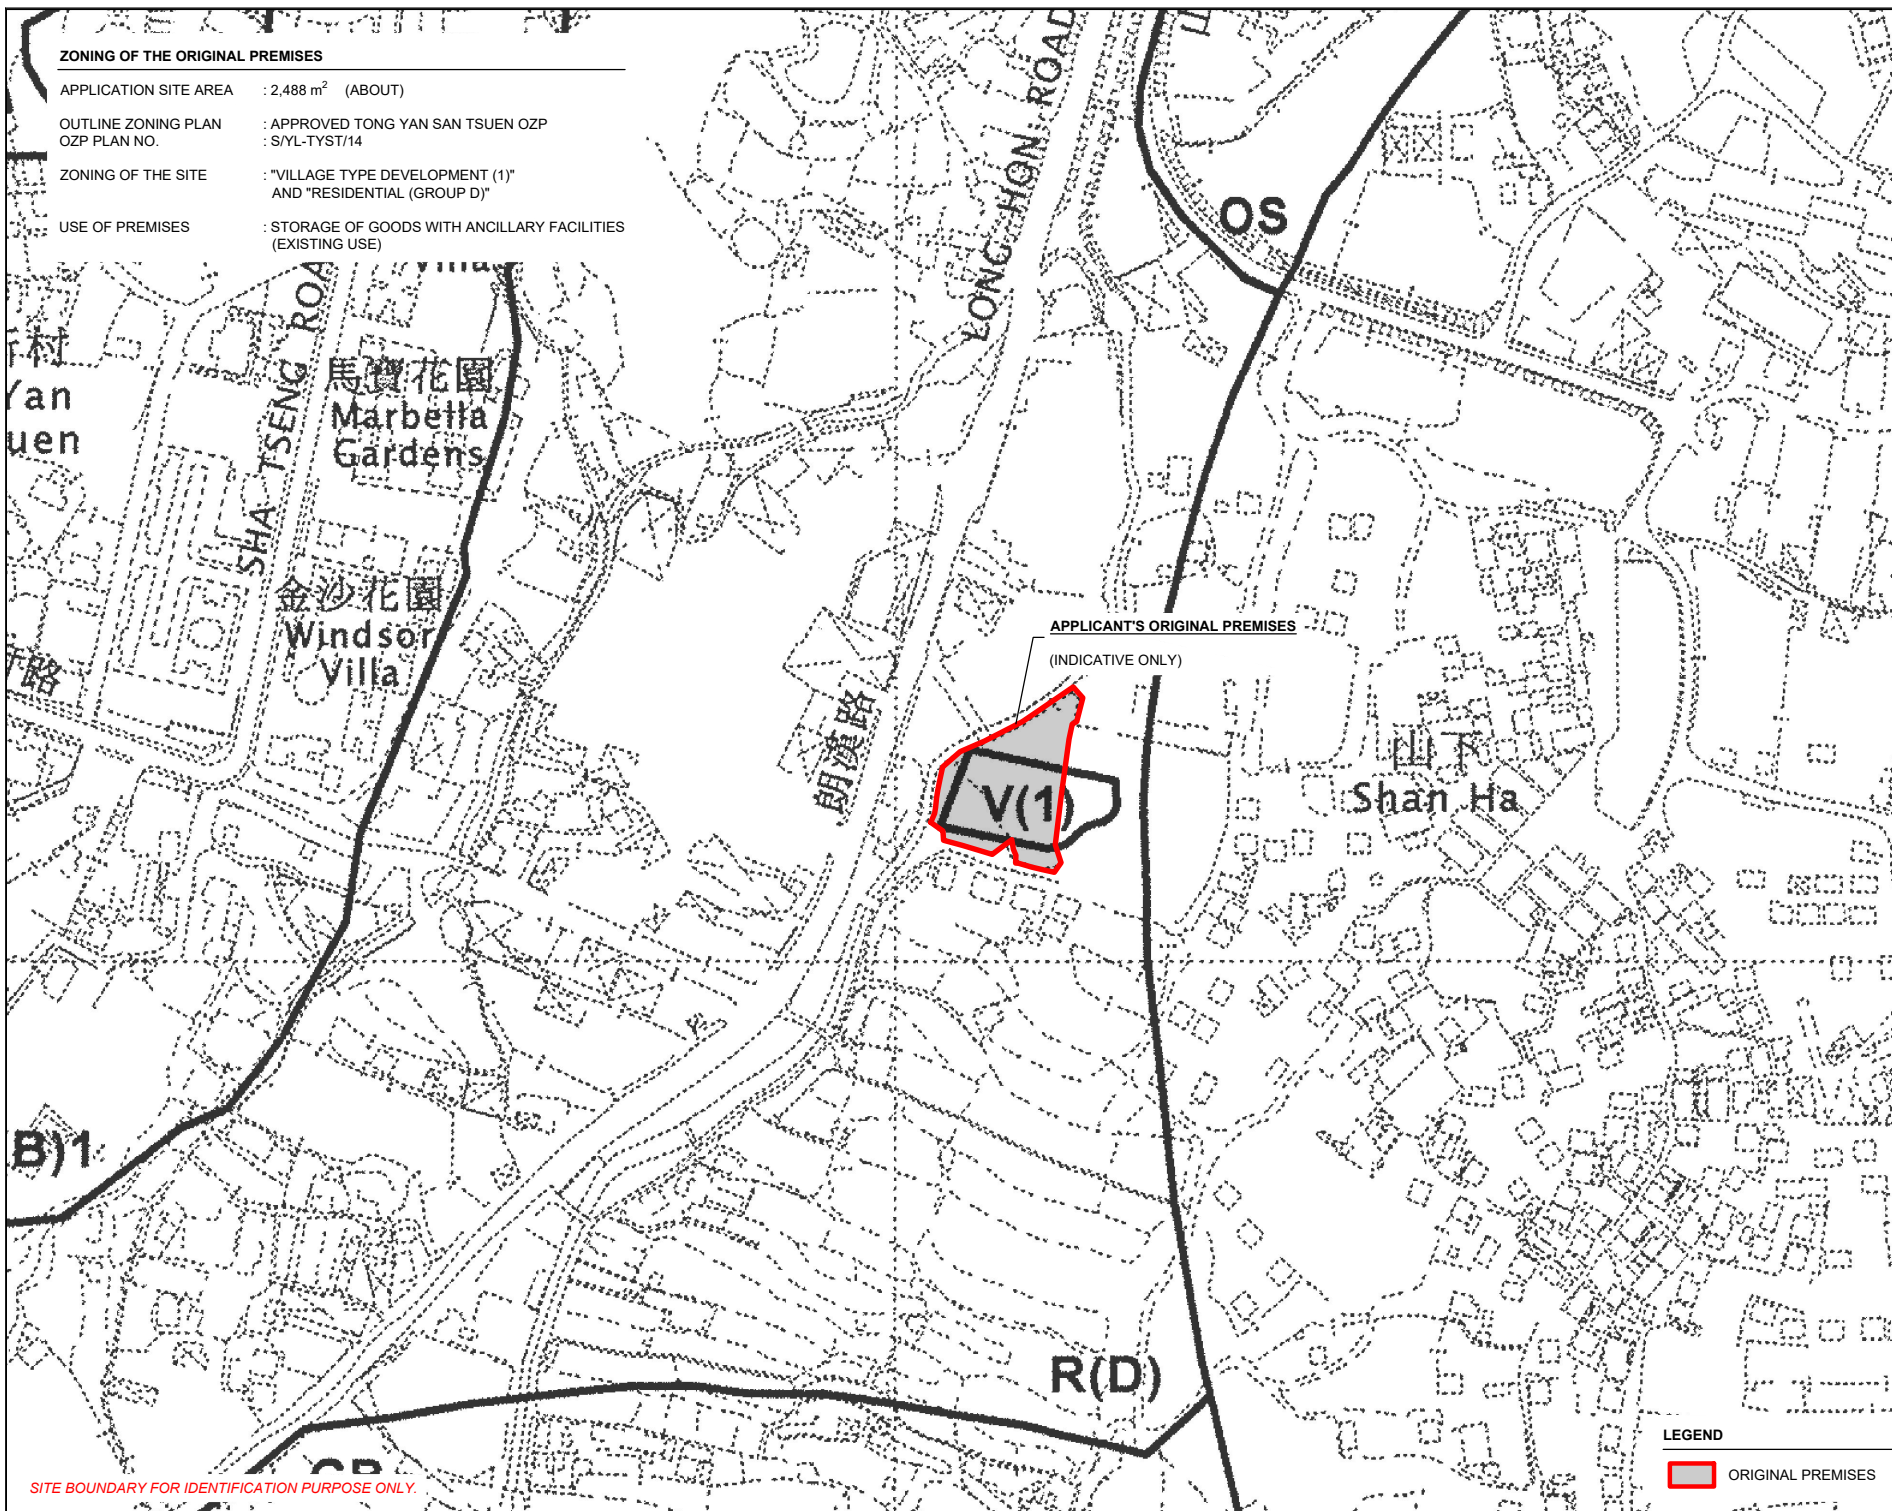 ZONING OF THE ORIGINAL PREMISES
APPLICATION SITE AREA : 2,488 m² (ABOUT)
OUTLINE ZONING PLAN : APPROVED TONG YAN SAN TSUEN OZP
OZP PLAN NO. : S/YL-TYST/14
ZONING OF THE SITE : "VILLAGE TYPE DEVELOPMENT (1)"
AND "RESIDENTIAL (GROUP D)"
USE OF PREMISES : STORAGE OF GOODS WITH ANCILLARY FACILITIES
(EXISTING USE)
LONG HON ROAD
OS
SHA TSENG ROA
村
Yan
uen
馬寶花園
Marbella
Gardens
金沙花園
Windsor
Villa
路
APPLICANT'S ORIGINAL PREMISES
(INDICATIVE ONLY)
朗漢路
V(1)
山下
Shan Ha
B)1
R(D)
LEGEND
ORIGINAL PREMISES
SITE BOUNDARY FOR IDENTIFICATION PURPOSE ONLY.